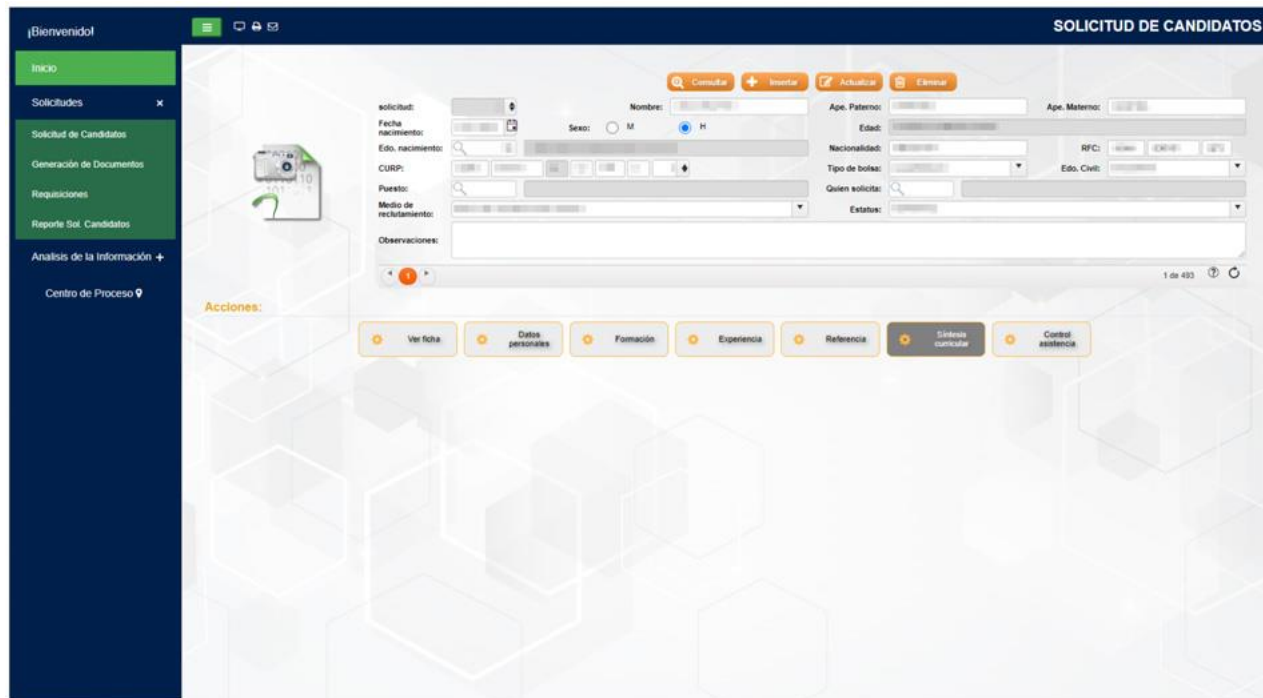 ¡Bienvenido!
SOLICITUD DE CANDIDATOS
Inicio
Solicitudes ×
Solicitud de Candidatos
Generación de Documentos
Requisiciones
Reporte Sol. Candidatos
Analisis de la Información +
Centro de Proceso
Consultar Insertar Actualizar Eliminar
solicitud: Nombre: Ape. Paterno: Ape. Materno:
Fecha nacimiento: Sexo: M H Edad:
Edo. nacimiento: Nacionalidad: RFC:
CURP: Tipo de bolsa: Edo. Civil:
Puesto: Quien solicita:
Medio de reclutamiento: Estatus:
Observaciones:
1 1 de 493
Acciones:
Ver ficha Datos personales Formación Experiencia Referencia Síntesis curricular Control asistencia